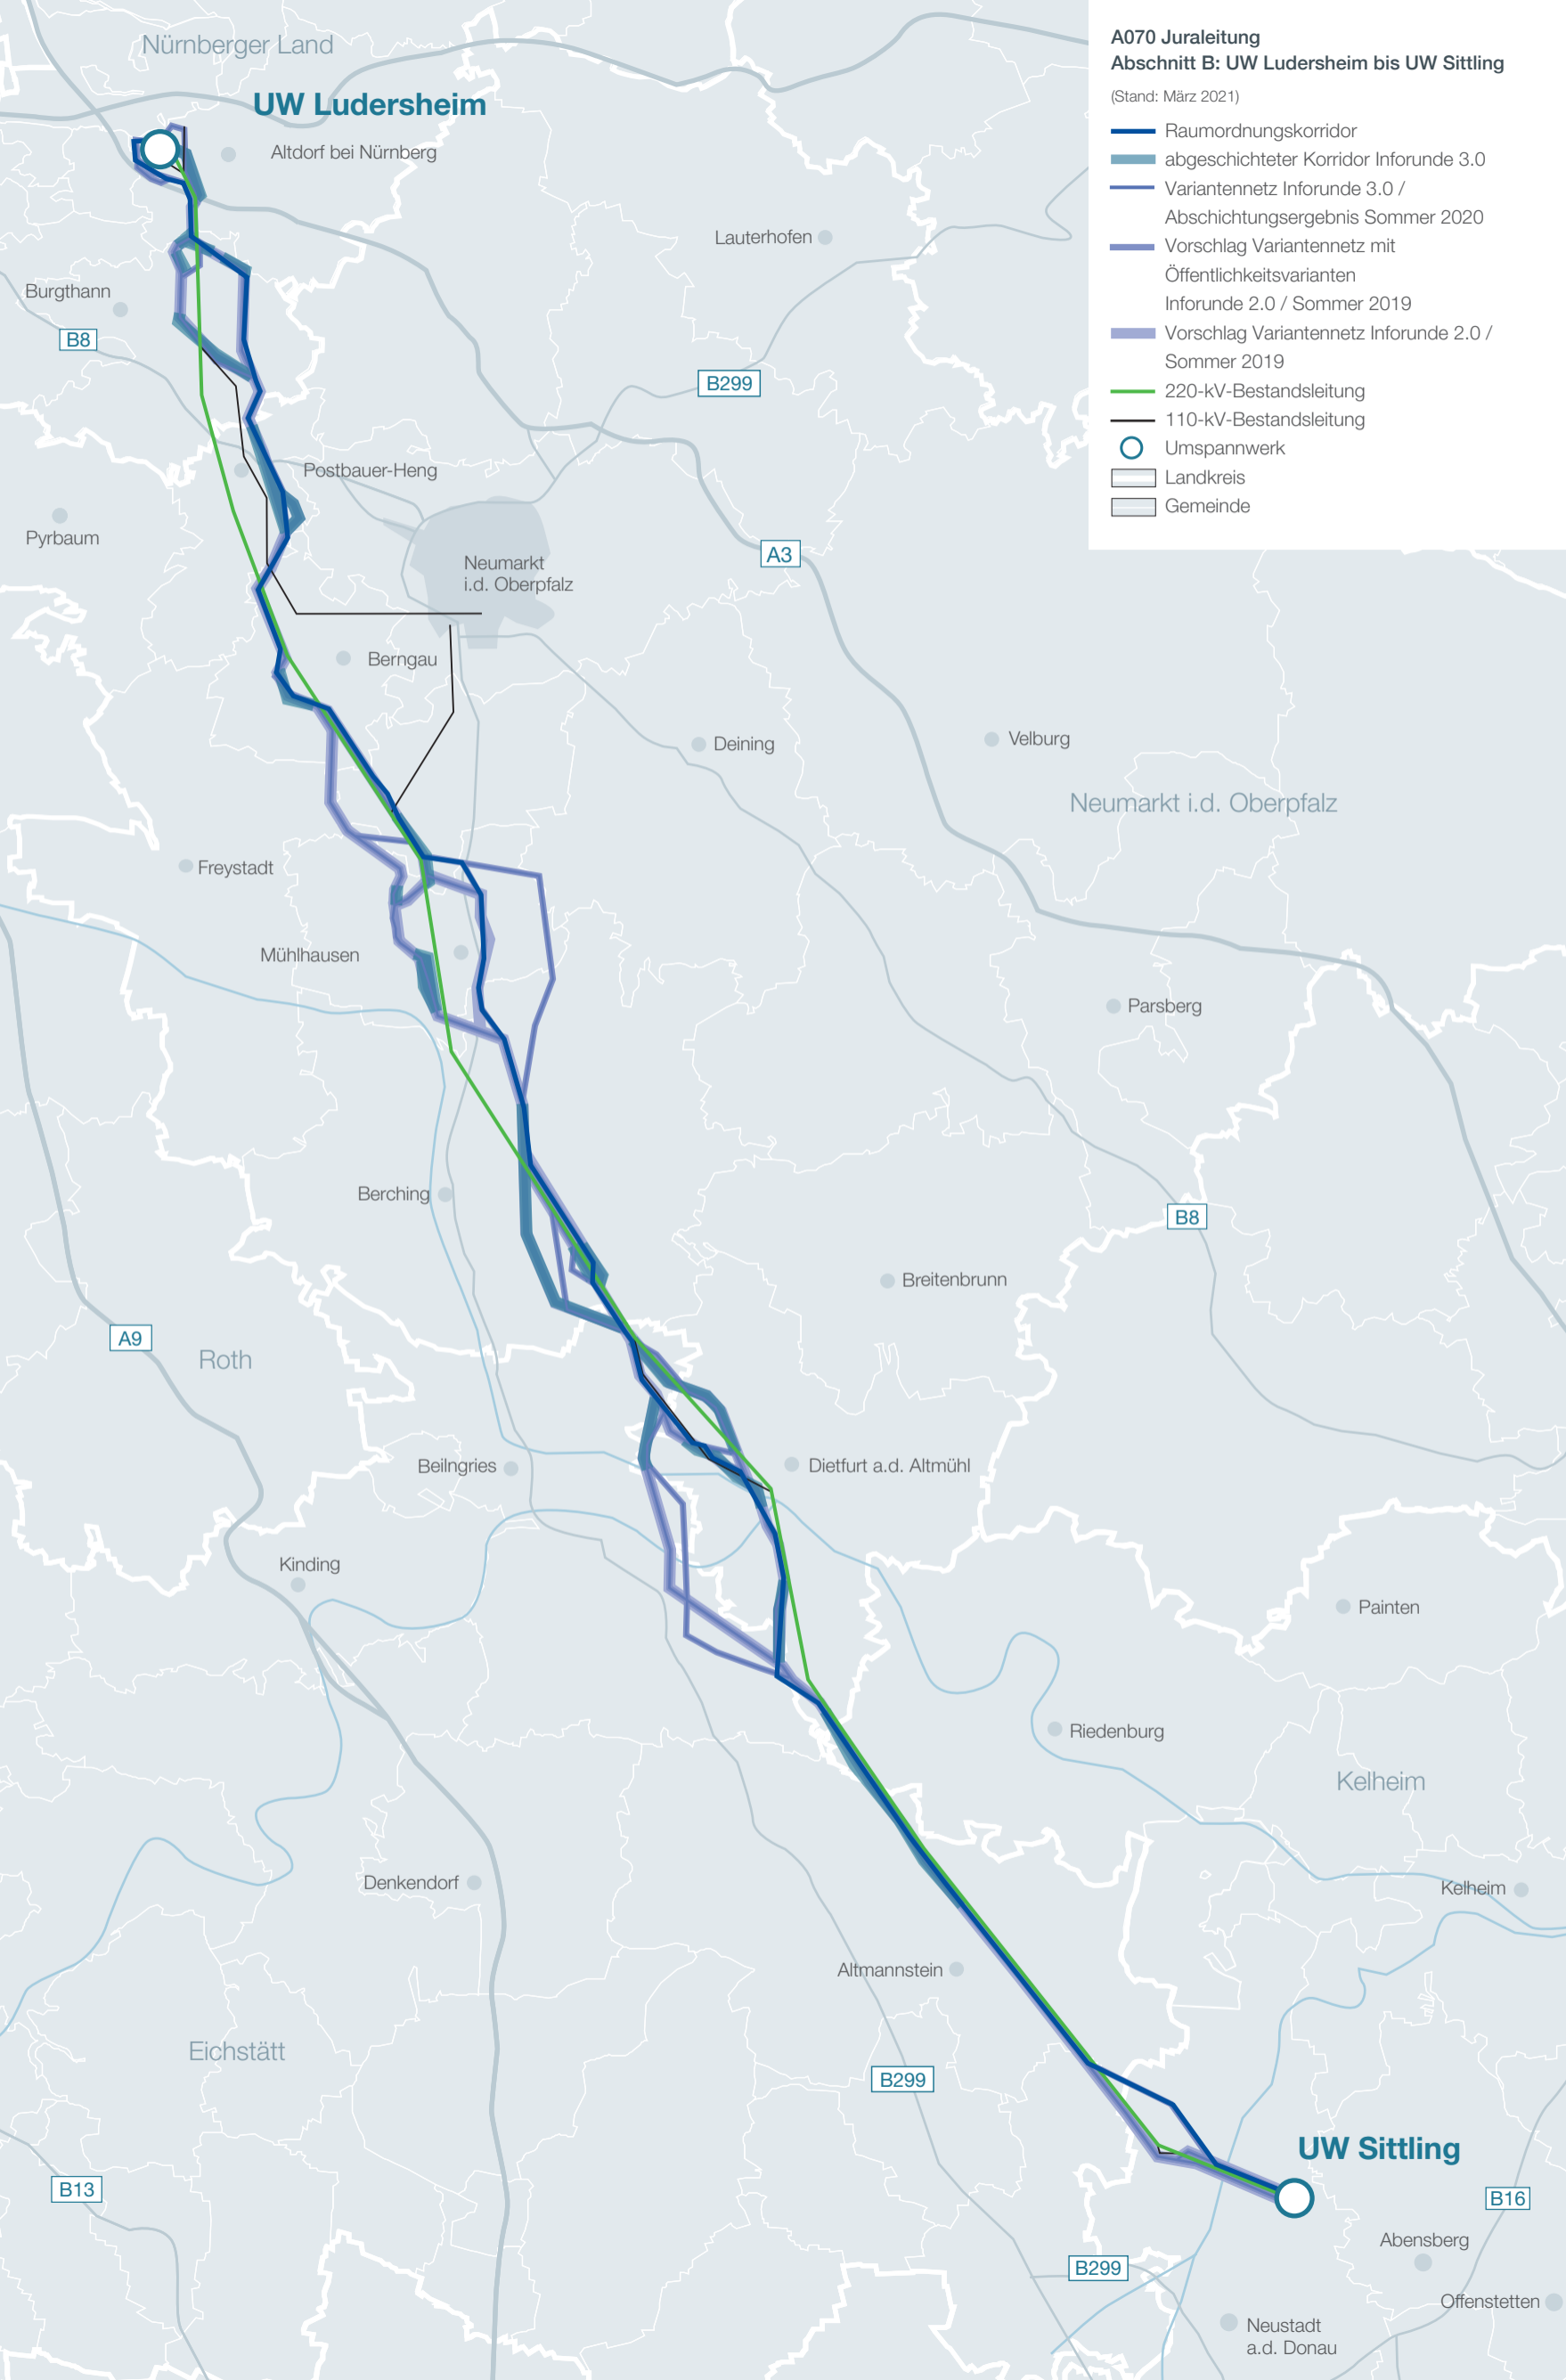 A070 Juraleitung
Abschnitt B: UW Ludersheim bis UW Sittling
(Stand: März 2021)
Raumordnungskorridor
abgeschichteter Korridor Inforunde 3.0
Variantennetz Inforunde 3.0 /
Abschichtungsergebnis Sommer 2020
Vorschlag Variantennetz mit
Öffentlichkeitsvarianten
Inforunde 2.0 / Sommer 2019
Vorschlag Variantennetz Inforunde 2.0 /
Sommer 2019
220-kV-Bestandsleitung
110-kV-Bestandsleitung
Umspannwerk
Landkreis
Gemeinde
Nürnberger Land
UW Ludersheim
Altdorf bei Nürnberg
Lauterhofen
Burgthann
B8
B299
Postbauer-Heng
Pyrbaum
A3
Neumarkt
i.d. Oberpfalz
Berngau
Deining
Velburg
Neumarkt i.d. Oberpfalz
Freystadt
Mühlhausen
Parsberg
Berching
B8
Breitenbrunn
A9
Roth
Beilngries
Dietfurt a.d. Altmühl
Kinding
Painten
Riedenburg
Kelheim
Denkendorf
Kelheim
Altmannstein
Eichstätt
B299
UW Sittling
B13
B16
Abensberg
B299
Offenstetten
Neustadt
a.d. Donau